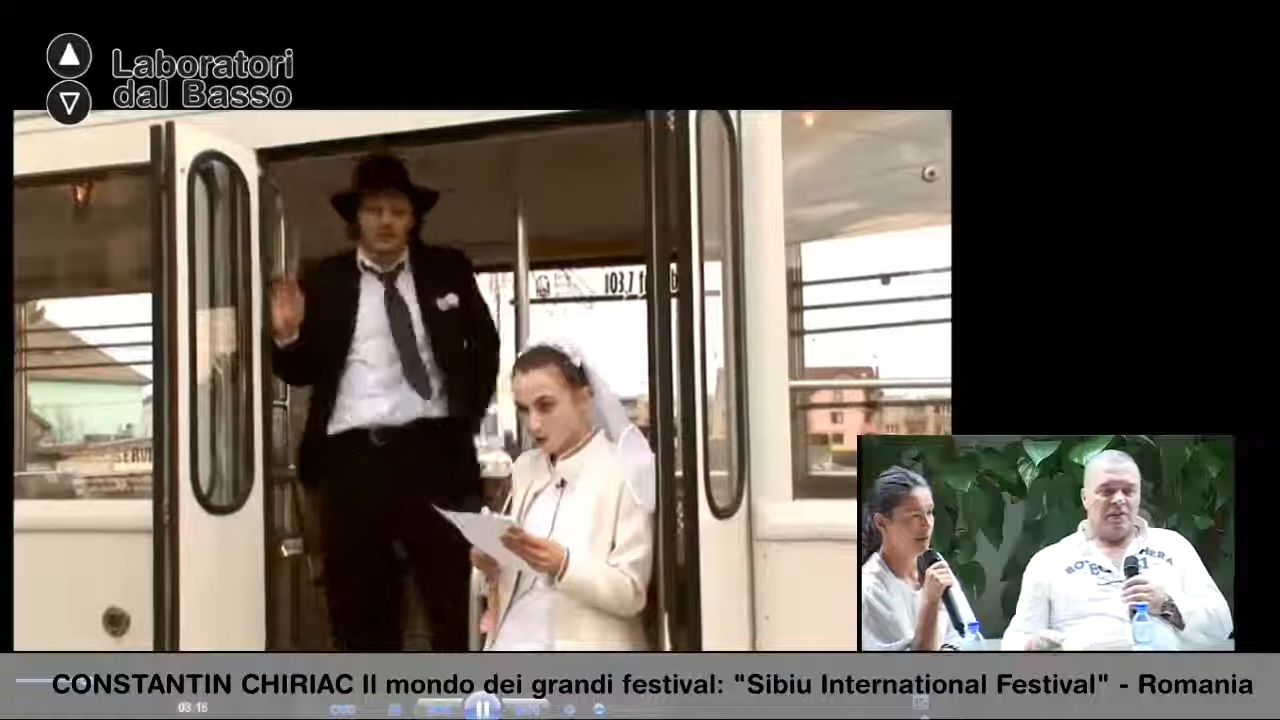 Laboratori
dal Basso
103,7
CONSTANTIN CHIRIAC Il mondo dei grandi festival: "Sibiu International Festival" - Romania
03:16